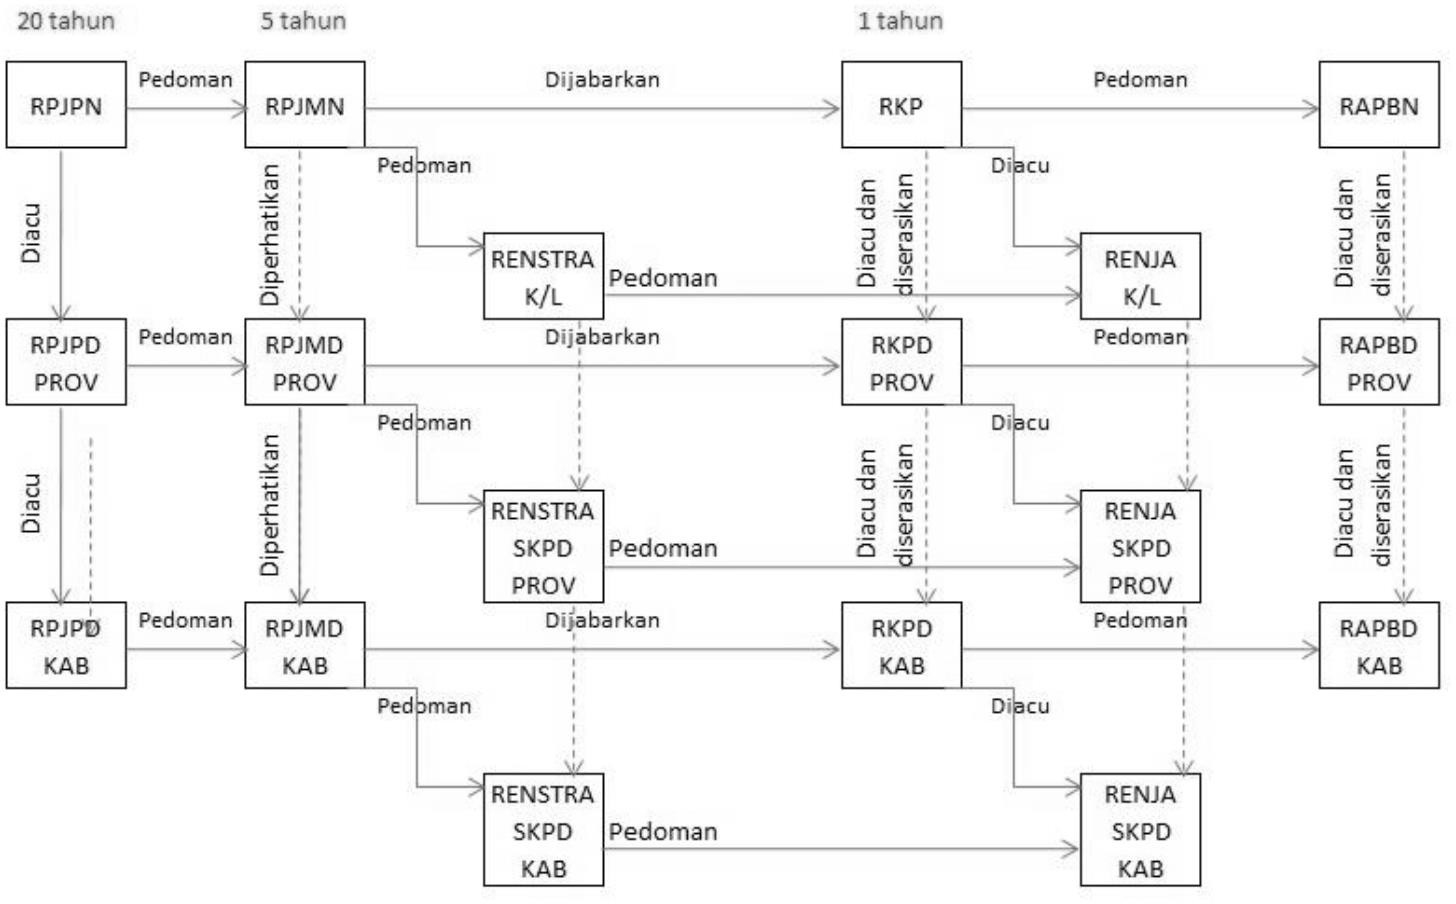 20 tahun
5 tahun
1 tahun
RPJPN
Pedoman
RPJMN
Dijabarkan
RKP
Pedoman
RAPBN
Diacu
Diperhatikan
Pedoman
Diacu dan
diserasikan
Diacu
Diacu dan
diserasikan
RENSTRA
K/L
Pedoman
RENJA
K/L
RPJPD
PROV
Pedoman
RPJMD
PROV
Dijabarkan
RKPD
PROV
Pedoman
RAPBD
PROV
Diacu
Diperhatikan
Pedoman
Diacu dan
diserasikan
Diacu
Diacu dan
diserasikan
RENSTRA
SKPD
PROV
Pedoman
RENJA
SKPD
PROV
RPJPD
KAB
Pedoman
RPJMD
KAB
Dijabarkan
RKPD
KAB
Pedoman
RAPBD
KAB
Pedoman
Diacu
RENSTRA
SKPD
KAB
Pedoman
RENJA
SKPD
KAB